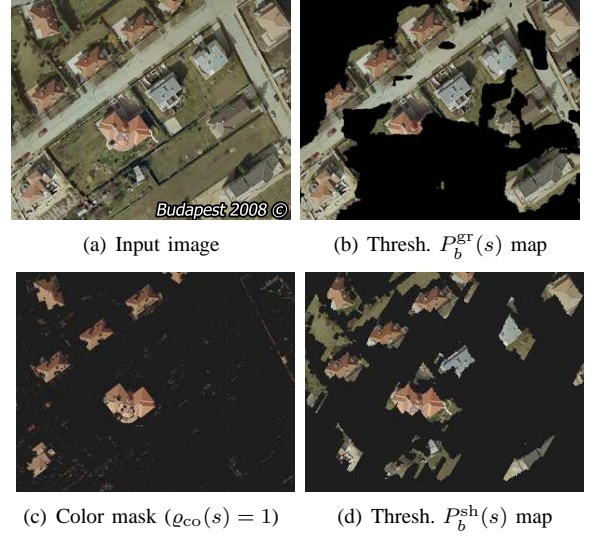 Budapest 2008 ©
(a) Input image
(b) Thresh. P_b^gr(s) map
(c) Color mask (ϱ_co(s) = 1)
(d) Thresh. P_b^sh(s) map